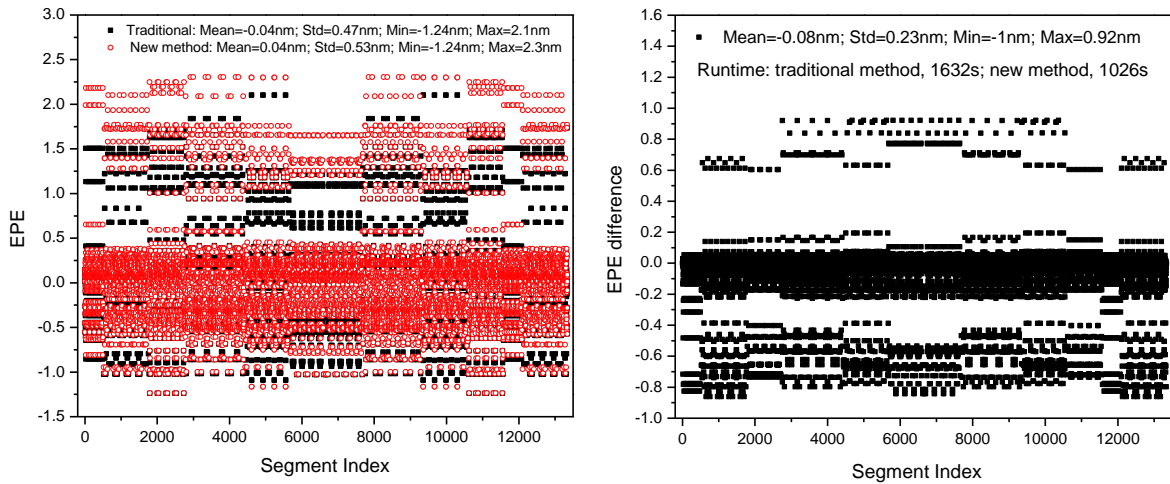 Traditional: Mean=-0.04nm; Std=0.47nm; Min=-1.24nm; Max=2.1nm
New method: Mean=0.04nm; Std=0.53nm; Min=-1.24nm; Max=2.3nm
3.0
2.5
2.0
1.5
1.0
0.5
0.0
-0.5
-1.0
-1.5
EPE
0 2000 4000 6000 8000 10000 12000
Segment Index
Mean=-0.08nm; Std=0.23nm; Min=-1nm; Max=0.92nm
Runtime: traditional method, 1632s; new method, 1026s
1.6
1.4
1.2
1.0
0.8
0.6
0.4
0.2
0.0
-0.2
-0.4
-0.6
-0.8
-1.0
EPE difference
0 2000 4000 6000 8000 10000 12000
Segment Index